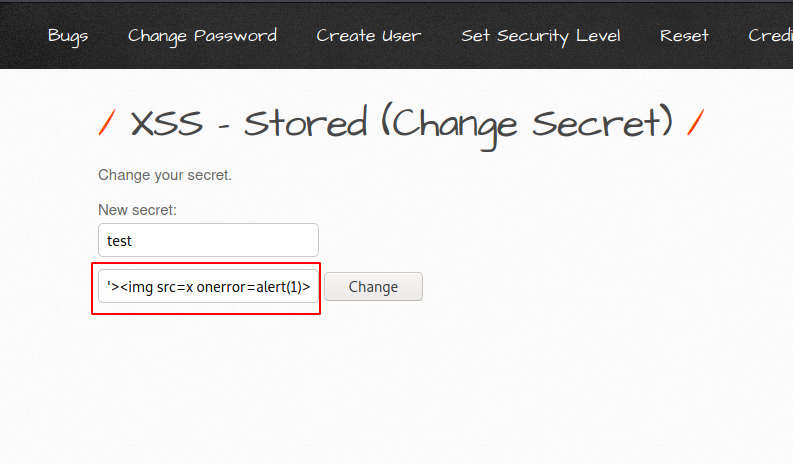 Bugs Change Password Create User Set Security Level Reset Credi
/ XSS - Stored (Change Secret) /
Change your secret.
New secret:
test
'><img src=x onerror=alert(1)>
Change